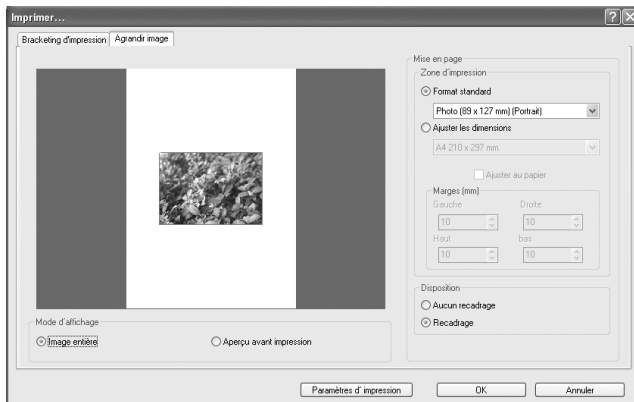 Imprimer...
Bracketing d'impression
Agrandir image
Mode d'affichage
Image entière
Aperçu avant impression
Mise en page
Zone d'impression
Format standard
Photo (89 x 127 mm) (Portrait)
Ajuster les dimensions
A4 210 x 297 mm
Ajuster au papier
Marges (mm)
Gauche Droite
10 10
Haut bas
10 10
Disposition
Aucun recadrage
Recadrage
Paramètres d' impression OK Annuler